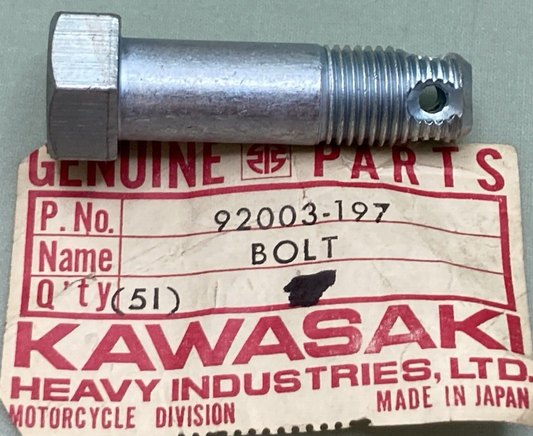 GENUINE PARTS
P.No. 92003-197
Name BOLT
Q'ty (51)
KAWASAKI
HEAVY INDUSTRIES, LTD.
MOTORCYCLE DIVISION MADE IN JAPAN